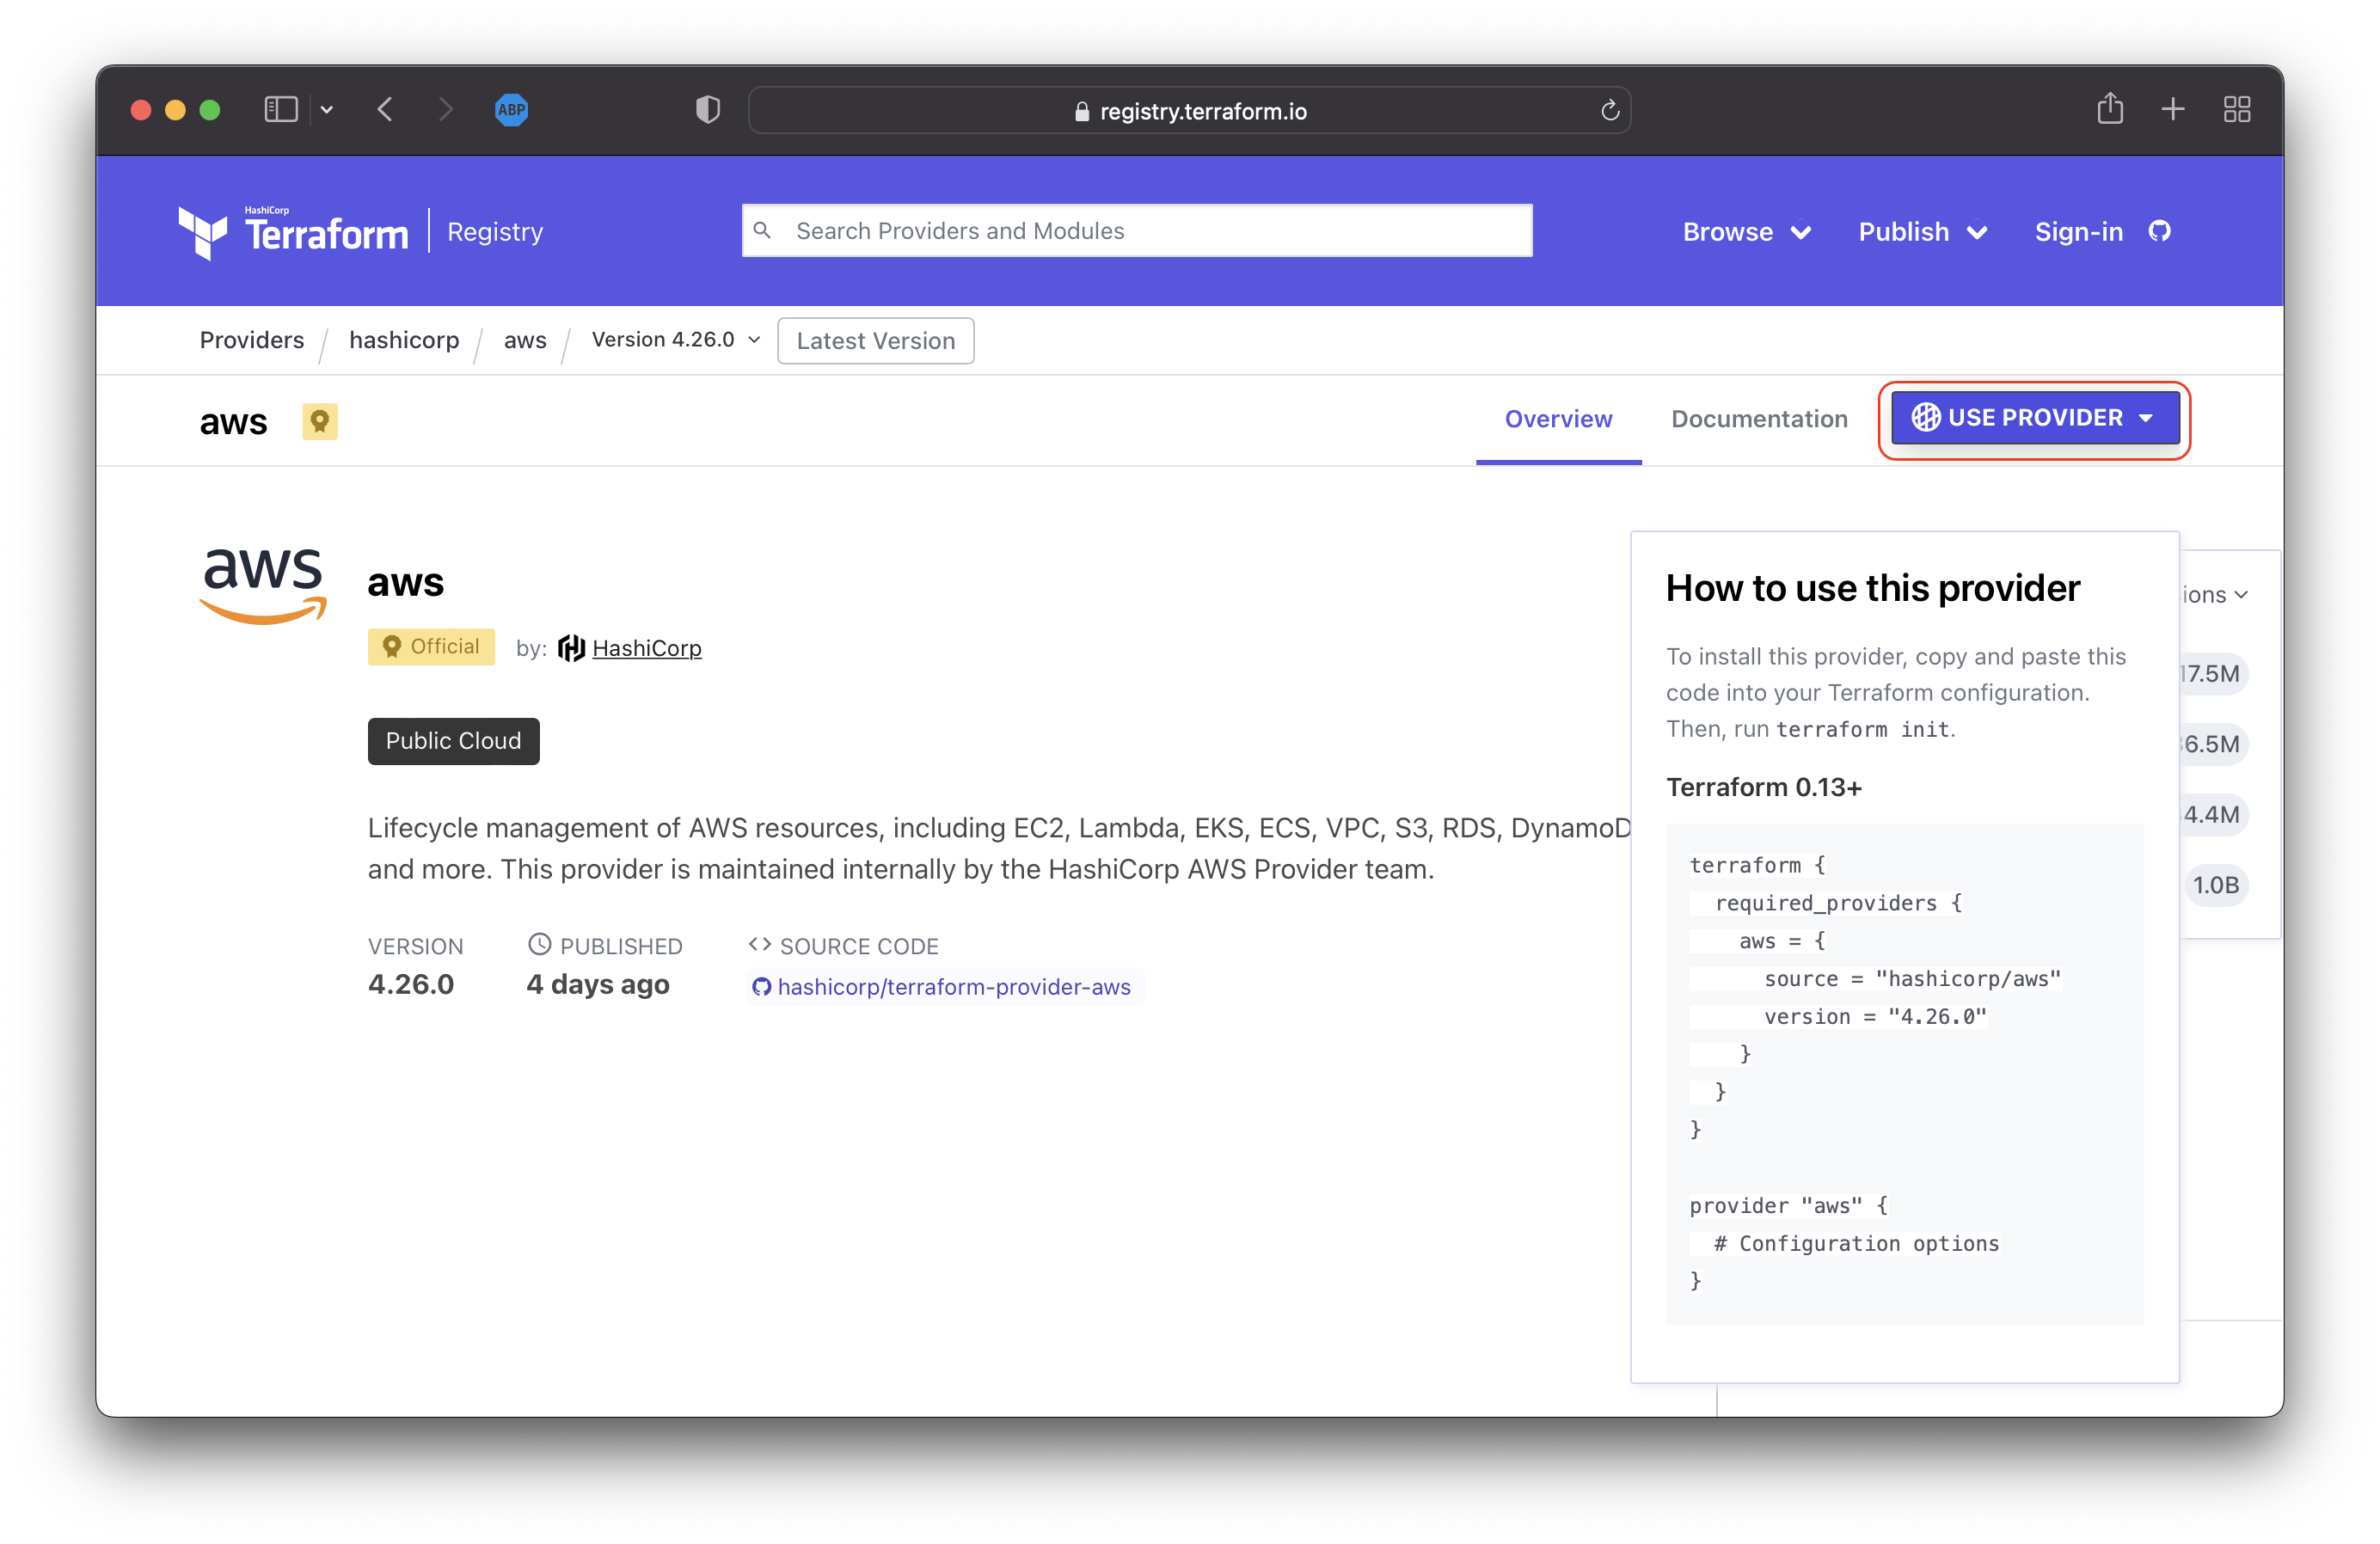 ABP
registry.terraform.io
HashiCorp
Terraform
Registry
Search Providers and Modules
Browse
Publish
Sign-in
Providers / hashicorp / aws / Version 4.26.0
Latest Version
aws
Overview
Documentation
USE PROVIDER
aws
aws
Official
by: HashiCorp
Public Cloud
Lifecycle management of AWS resources, including EC2, Lambda, EKS, ECS, VPC, S3, RDS, DynamoD
and more. This provider is maintained internally by the HashiCorp AWS Provider team.
VERSION
4.26.0
PUBLISHED
4 days ago
SOURCE CODE
hashicorp/terraform-provider-aws
How to use this provider
To install this provider, copy and paste this
code into your Terraform configuration.
Then, run terraform init.
Terraform 0.13+
terraform {
  required_providers {
    aws = {
      source = "hashicorp/aws"
      version = "4.26.0"
    }
  }
}
provider "aws" {
  # Configuration options
}
ions
17.5M
6.5M
4.4M
1.0B